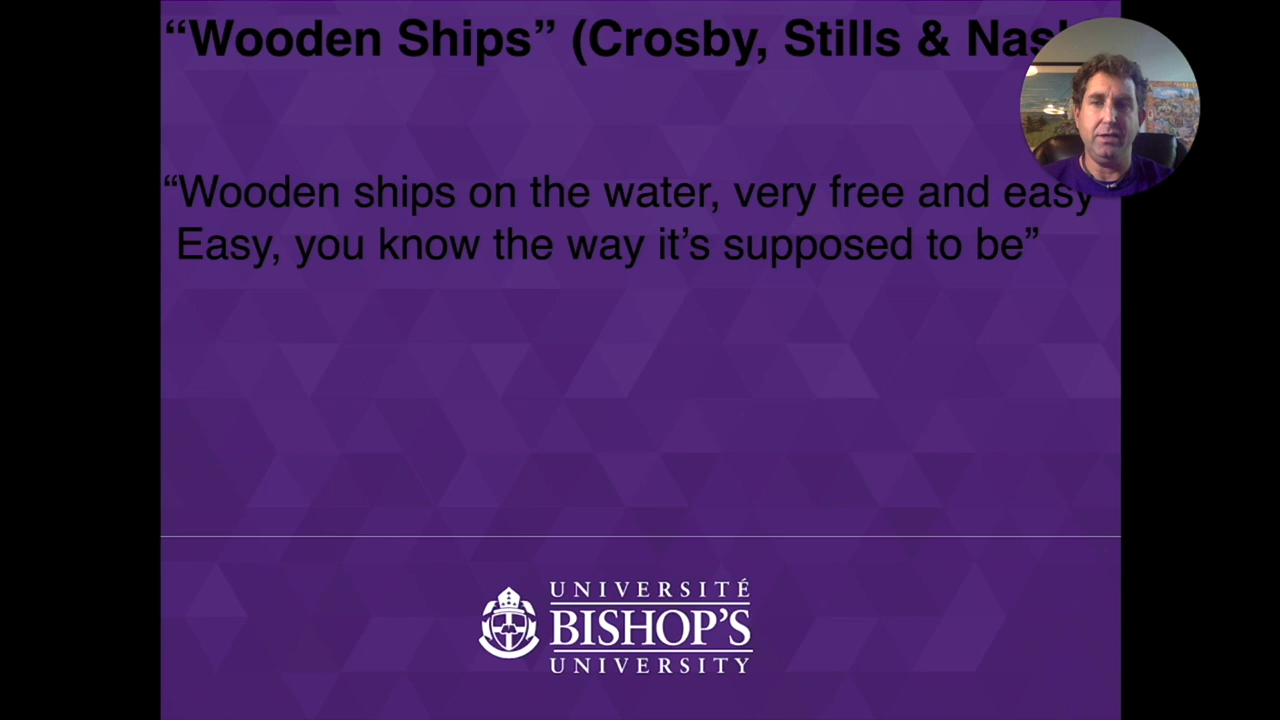 “Wooden Ships” (Crosby, Stills & Nas
“Wooden ships on the water, very free and easy
Easy, you know the way it’s supposed to be”
UNIVERSITÉ
BISHOP’S
UNIVERSITY